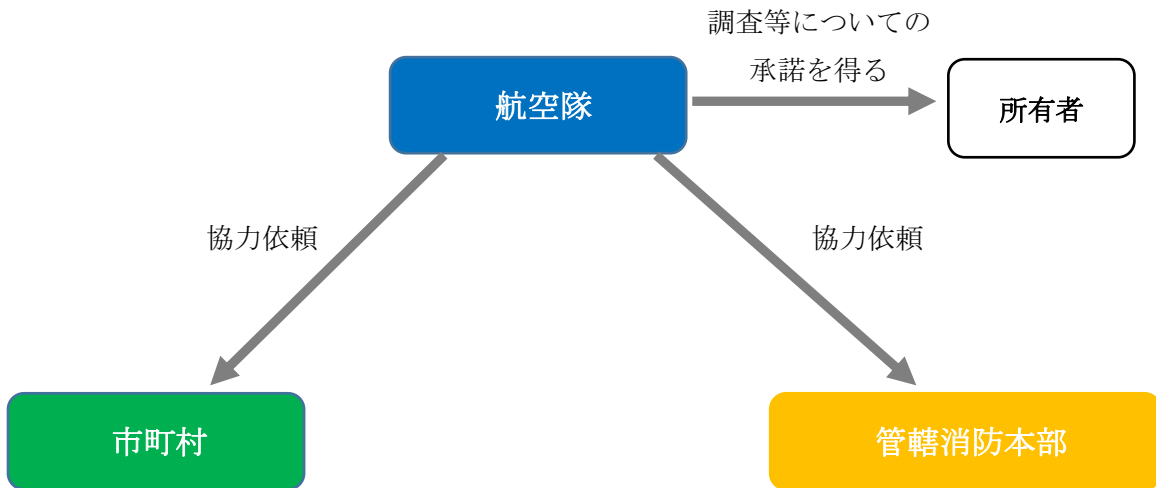 調査等についての
承諾を得る
航空隊
所有者
協力依頼
協力依頼
市町村
管轄消防本部